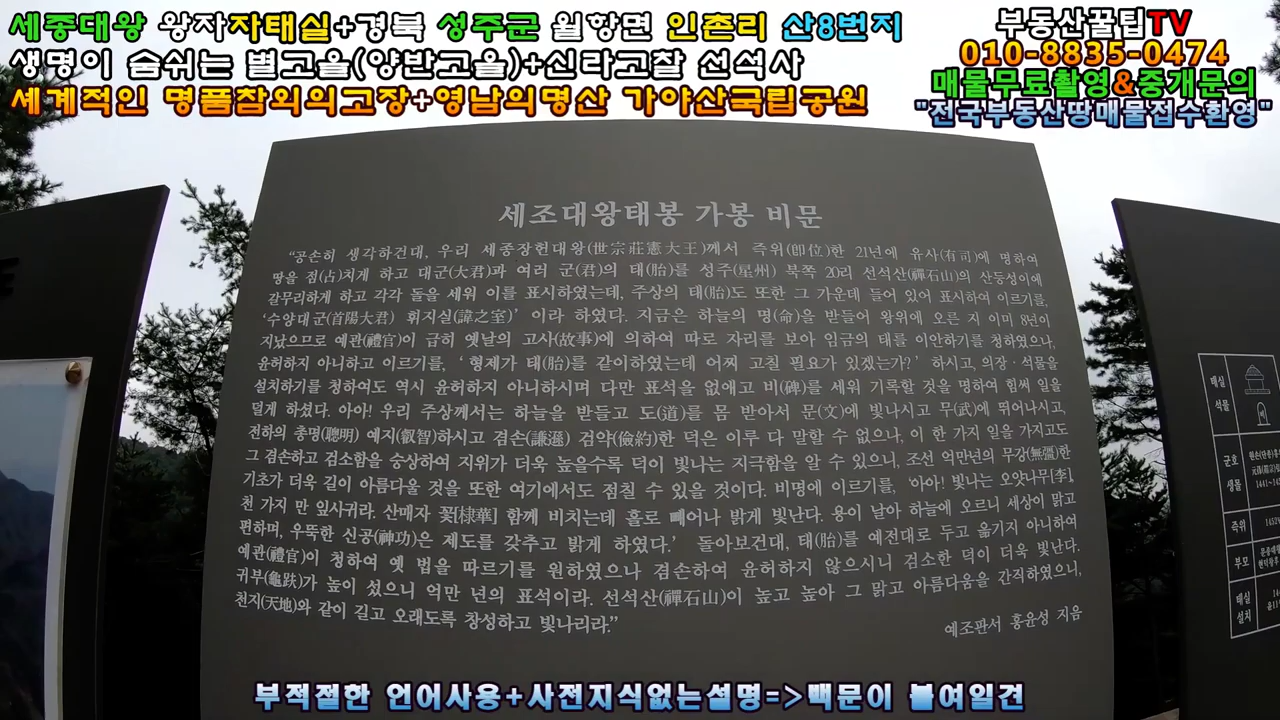 세종대왕 왕자자태실+경북 성주군 월항면 인촌리 산8번지
생명이 숨쉬는 별고을(양반고을)+신라고찰 선석사
세계적인 명품참외의고장+영남의명산 가야산국립공원
부동산꿀팁TV
010-8835-0474
매물무료촬영&중개문의
"전국부동산땅매물접수환영"
세조대왕태봉 가봉 비문
“공손히 생각하건대, 우리 세종장헌대왕(世宗莊憲大王)께서 즉위(卽位)한 21년에 유사(有司)에 명하여
땅을 점(占)치게 하고 대군(大君)과 여러 군(君)의 태(胎)를 성주(星州) 북쪽 20리 선석산(禪石山)의 산등성이에
갈무리하게 하고 각각 돌을 세워 이를 표시하였는데, 주상의 태(胎)도 또한 그 가운데 들어 있어 표시하여 이르기를,
‘수양대군(首陽大君) 휘지실(諱之室)’ 이라 하였다. 지금은 하늘의 명(命)을 받들어 왕위에 오른 지 이미 8년이
지났으므로 예관(禮官)이 급히 옛날의 고사(故事)에 의하여 따로 자리를 보아 임금의 태를 이안하기를 청하였으나,
윤허하지 아니하고 이르기를, ‘ 형제가 태(胎)를 같이하였는데 어찌 고칠 필요가 있겠는가?’ 하시고, 의장 · 석물을
설치하기를 청하여도 역시 윤허하지 아니하시며 다만 표석을 없애고 비(碑)를 세워 기록할 것을 명하여 힘써 일을
덜게 하셨다. 아아! 우리 주상께서는 하늘을 받들고 도(道)를 몸 받아서 문(文)에 빛나시고 무(武)에 뛰어나시고,
전하의 총명(聰明) 예지(叡智)하시고 겸손(謙遜) 검약(儉約)한 덕은 이루 다 말할 수 없으나, 이 한 가지 일을 가지고도
그 겸손하고 검소함을 숭상하여 지위가 더욱 높을수록 덕이 빛나는 지극함을 알 수 있으니, 조선 억만년의 무강(無彊)한
기초가 더욱 길이 아름다울 것을 또한 여기에서도 점칠 수 있을 것이다. 비명에 이르기를, ‘아아! 빛나는 오얏나무[李],
천 가지 만 잎사귀라. 산매자 꽃[棣華] 함께 비치는데 홀로 빼어나 밝게 빛난다. 용이 날아 하늘에 오르니 세상이 맑고
편하며, 우뚝한 신공(神功)은 제도를 갖추고 밝게 하였다.’ 돌아보건대, 태(胎)를 예전대로 두고 옮기지 아니하여
예관(禮官)이 청하여 옛 법을 따르기를 원하였으나 겸손하여 윤허하지 않으시니 검소한 덕이 더욱 빛난다.
귀부(龜趺)가 높이 섰으니 억만 년의 표석이라. 선석산(禪石山)이 높고 높아 그 맑고 아름다움을 간직하였으니,
천지(天地)와 같이 길고 오래도록 창성하고 빛나리라.”
예조판서 홍윤성 지음
태실
석물
군호
생몰
즉위
부모
태실
설치
부적절한 언어사용+사전지식없는설명=>백문이 불여일견